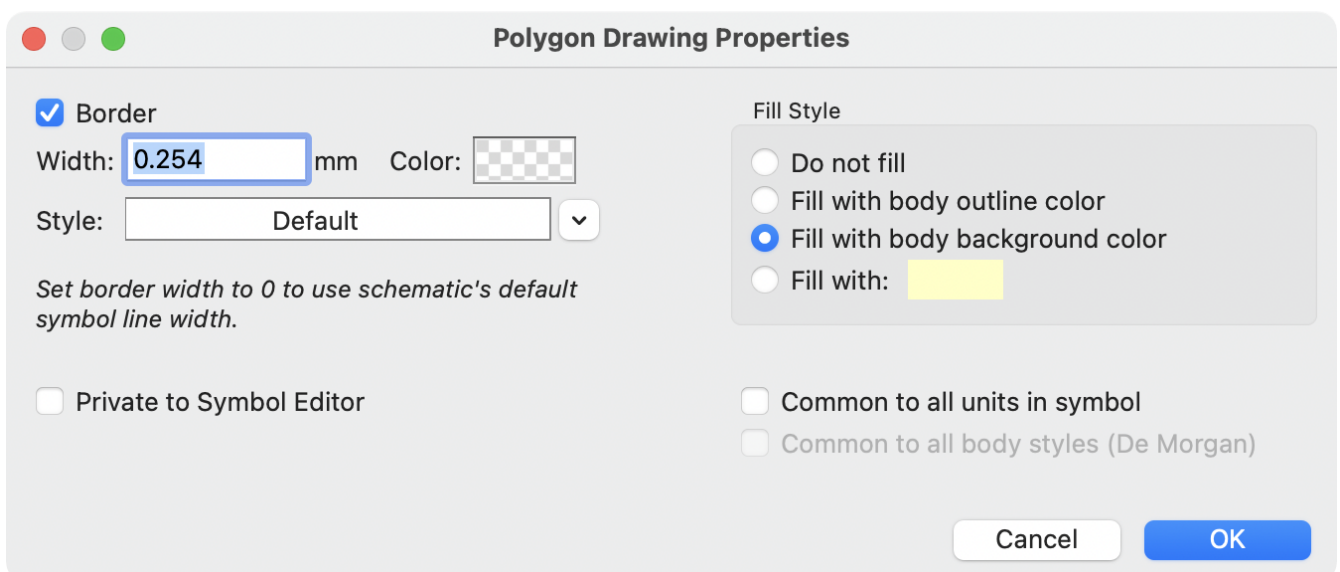 Polygon Drawing Properties
Border
Width: 0.254 mm Color:
Style: Default
Set border width to 0 to use schematic's default
symbol line width.
Private to Symbol Editor
Fill Style
Do not fill
Fill with body outline color
Fill with body background color
Fill with:
Common to all units in symbol
Common to all body styles (De Morgan)
Cancel OK